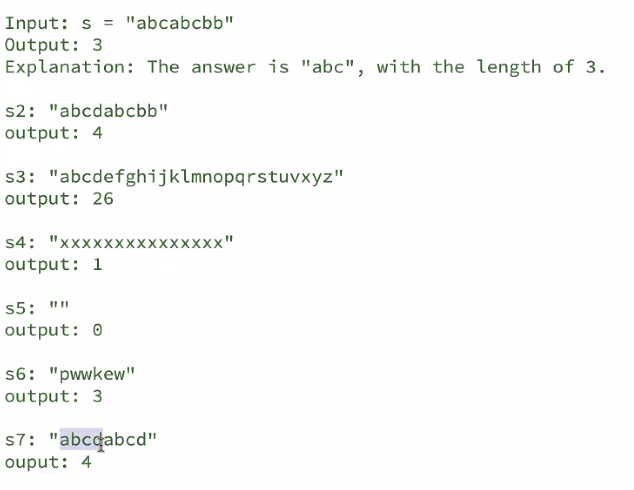 Input: s = "abcabcbb"
Output: 3
Explanation: The answer is "abc", with the length of 3.
s2: "abcdabcbb"
output: 4
s3: "abcdefghijklmnopqrstuvxyz"
output: 26
s4: "xxxxxxxxxxxxxxx"
output: 1
s5: ""
output: 0
s6: "pwwkew"
output: 3
s7: "abcdabcd"
ouput: 4